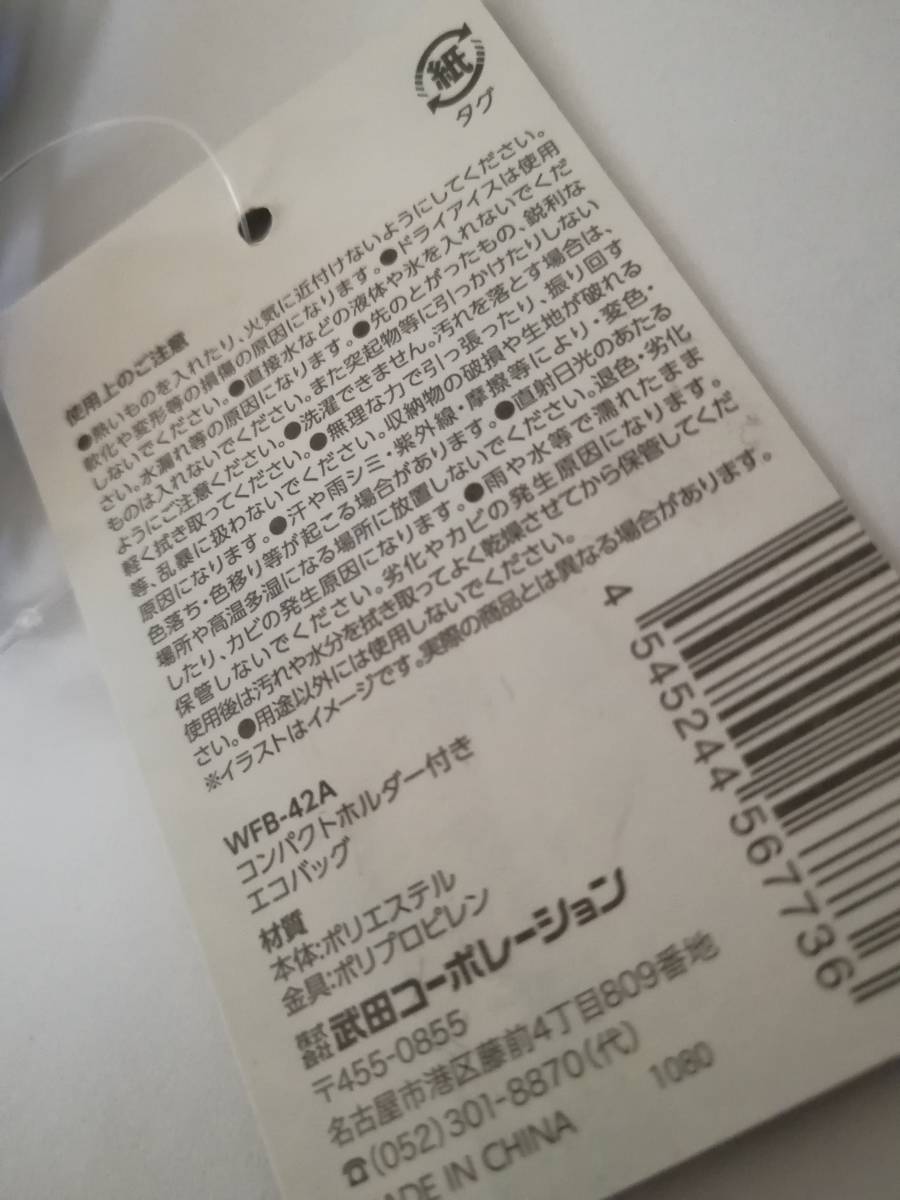 紙
タグ
使用上のご注意
●熱いものを入れたり、火気に近付けないようにしてください。
軟化や変形等の損傷の原因になります。●ドライアイスは使用
しないでください。●直接水などの液体や氷を入れないでくだ
さい。水漏れ等の原因になります。●先のとがったもの、鋭利な
ものは入れないでください。また突起物等に引っかけたりしない
ようにご注意ください。●洗濯できません。汚れを落とす場合は、
軽く拭き取ってください。●無理な力で引っ張ったり、振り回す
等、乱暴に扱わないでください。収納物の破損や生地が破れる
原因になります。●汗や雨シミ・紫外線・摩擦等により・変色・
色落ち・色移り等が起こる場合があります。●直射日光のあたる
場所や高温多湿になる場所に放置しないでください。退色・劣化
したり、カビの発生原因になります。●雨や水等で濡れたまま
保管しないでください。劣化やカビの発生原因になります。
使用後は汚れや水分を拭き取ってよく乾燥させてから保管してくだ
さい。●用途以外には使用しないでください。
※イラストはイメージです。実際の商品とは異なる場合があります。
WFB-42A
コンパクトホルダー付き
エコバッグ
材質
本体:ポリエステル
金具:ポリプロピレン
株式会社 武田コーポレーション
〒455-0855
名古屋市港区藤前4丁目809番地
☎(052)301-8870(代)
ADE IN CHINA 1080
4 545244 567736